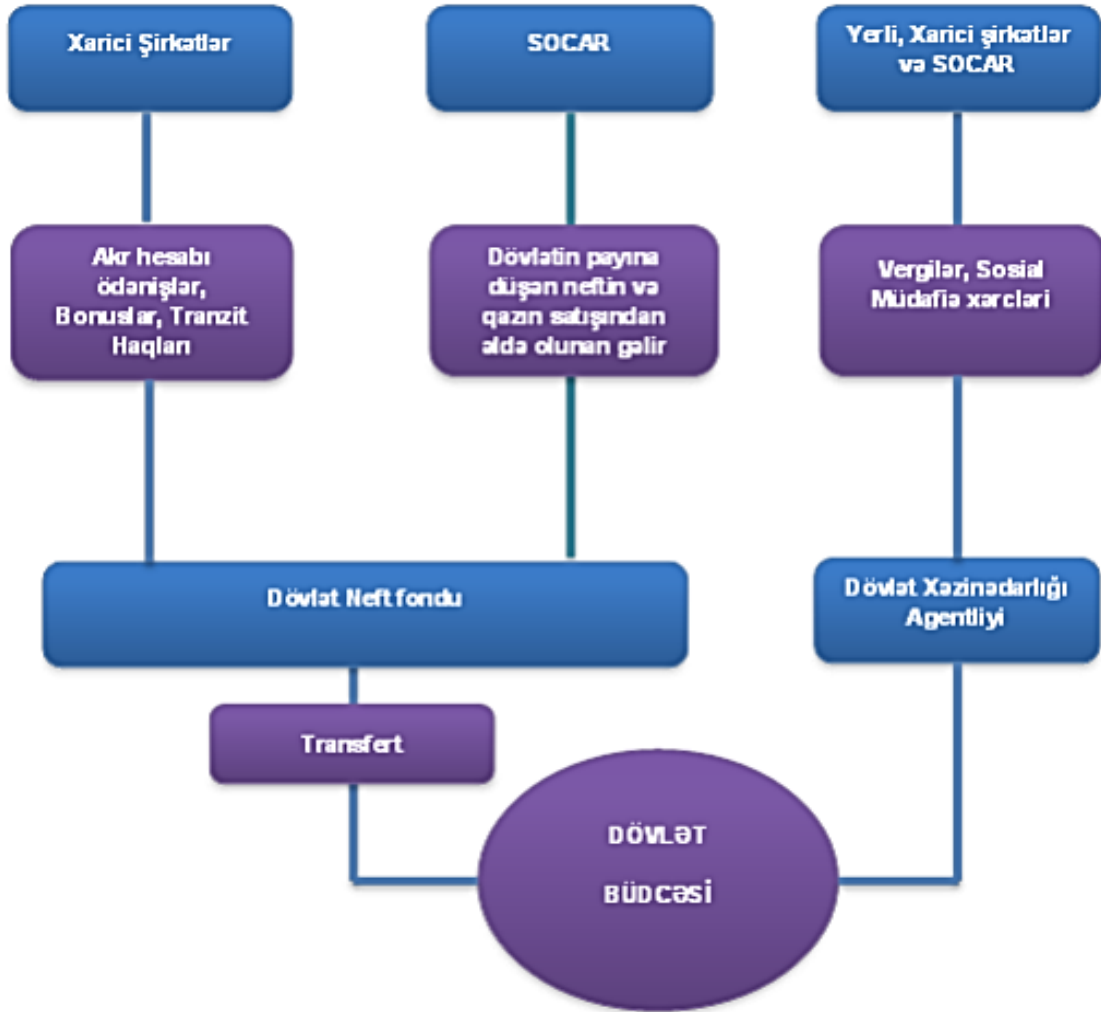 Xarici Şirkətlər
SOCAR
Yerli, Xarici şirkətlər
və SOCAR
Akr hesabı
ödənişlər,
Bonuslar, Tranzit
Haqları
Dövlətin payına
düşən neftin və
qazın satışından
əldə olunan gəlir
Vergilər, Sosial
Müdafiə xərcləri
Dövlət Neft fondu
Dövlət Xəzinədarlığı
Agentliyi
Transfert
DÖVLƏT
BÜDCƏSİ